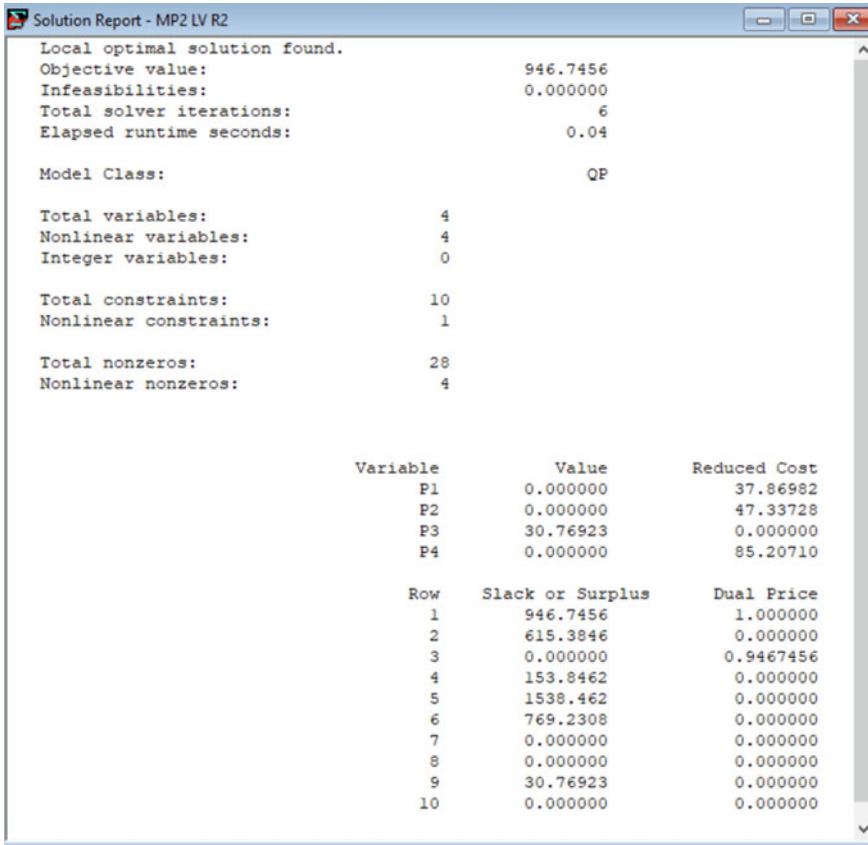 Solution Report - MP2 LV R2
Local optimal solution found.
Objective value: 946.7456
Infeasibilities: 0.000000
Total solver iterations: 6
Elapsed runtime seconds: 0.04
Model Class: QP
Total variables: 4
Nonlinear variables: 4
Integer variables: 0
Total constraints: 10
Nonlinear constraints: 1
Total nonzeros: 28
Nonlinear nonzeros: 4
Variable Value Reduced Cost
P1 0.000000 37.86982
P2 0.000000 47.33728
P3 30.76923 0.000000
P4 0.000000 85.20710
Row Slack or Surplus Dual Price
1 946.7456 1.000000
2 615.3846 0.000000
3 0.000000 0.9467456
4 153.8462 0.000000
5 1538.462 0.000000
6 769.2308 0.000000
7 0.000000 0.000000
8 0.000000 0.000000
9 30.76923 0.000000
10 0.000000 0.000000